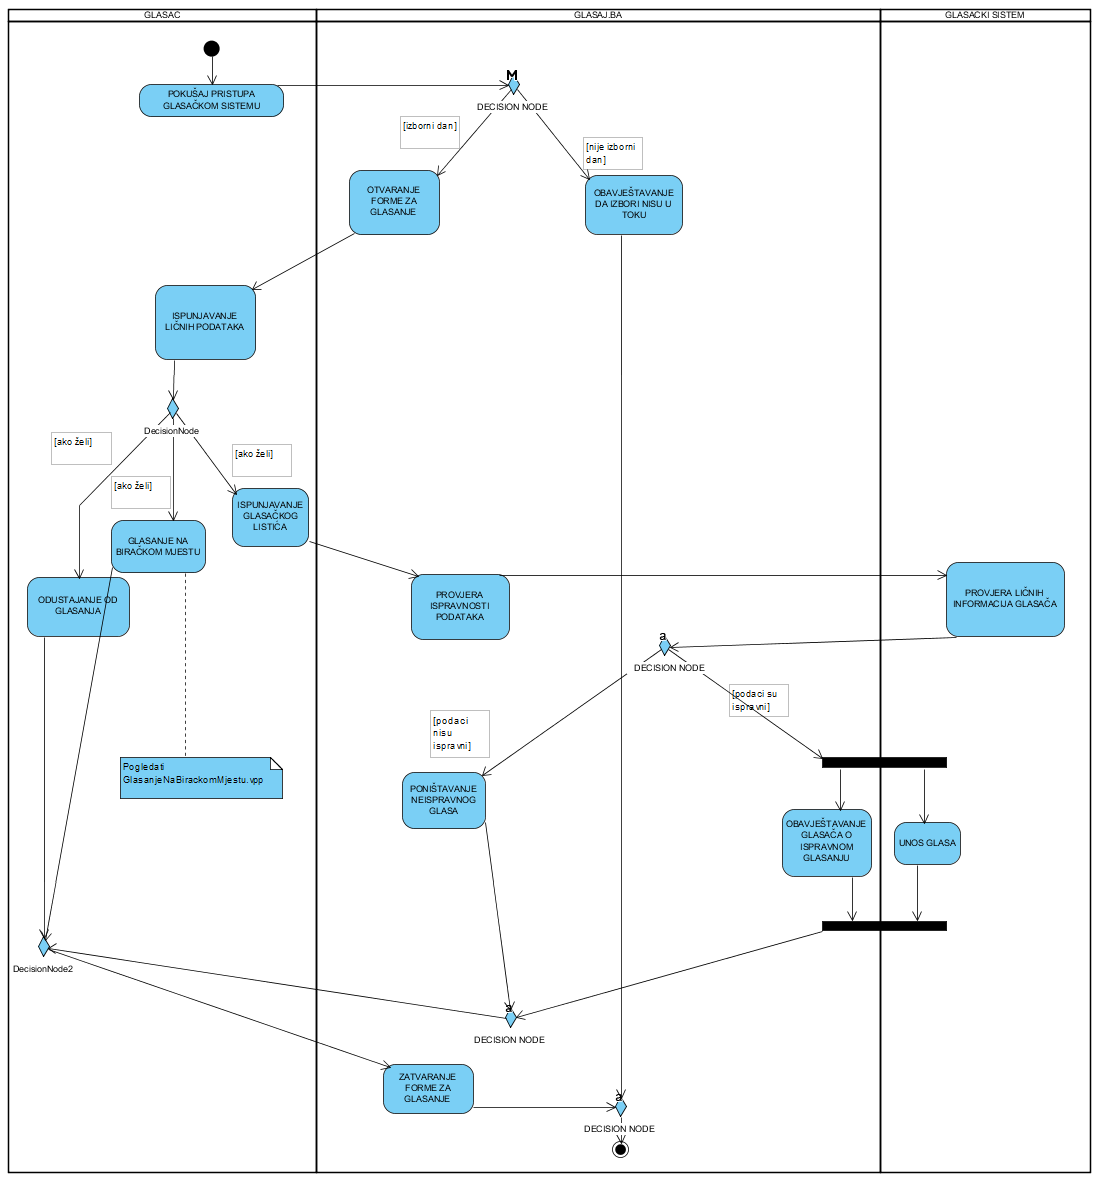 GLASAC
GLASAJ.BA
GLASACKI SISTEM
POKUŠAJ PRISTUPA
GLASAČKOM SISTEMU
M
DECISION NODE
[izborni dan]
[nije izborni
dan]
OTVARANJE
FORME ZA
GLASANJE
OBAVJEŠTAVANJE
DA IZBORI NISU U
TOKU
ISPUNJAVANJE
LIČNIH PODATAKA
DecisionNode
[ako želi]
[ako želi]
[ako želi]
ISPUNJAVANJE
GLASAČKOG
LISTIĆA
GLASANJE NA
BIRAČKOM MJESTU
ODUSTAJANJE OD
GLASANJA
PROVJERA
ISPRAVNOSTI
PODATAKA
PROVJERA LIČNIH
INFORMACIJA GLASAČA
a
DECISION NODE
[podaci su
ispravni]
[podaci
nisu
ispravni]
Pogledati
GlasanjeNaBirackomMjestu.vpp
PONIŠTAVANJE
NEISPRAVNOG
GLASA
OBAVJEŠTAVANJE
GLASAČA O
ISPRAVNOM
GLASANJU
UNOS GLASA
DecisionNode2
a
DECISION NODE
ZATVARANJE
FORME ZA
GLASANJE
a
DECISION NODE